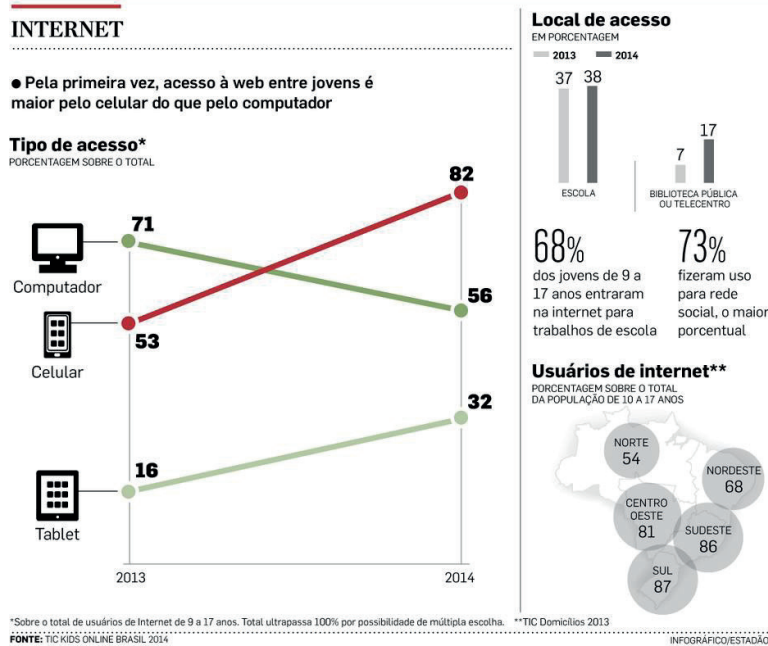 INTERNET
● Pela primeira vez, acesso à web entre jovens é
maior pelo celular do que pelo computador
Tipo de acesso*
PORCENTAGEM SOBRE O TOTAL
82
71
Computador
56
53
Celular
32
16
Tablet
2013
2014
Local de acesso
EM PORCENTAGEM
2013 2014
37 38
17
7
ESCOLA
BIBLIOTECA PÚBLICA
OU TELECENTRO
68%
dos jovens de 9 a
17 anos entraram
na internet para
trabalhos de escola
73%
fizeram uso
para rede
social, o maior
porcentual
Usuários de internet**
PORCENTAGEM SOBRE O TOTAL
DA POPULAÇÃO DE 10 A 17 ANOS
NORTE
54
NORDESTE
68
CENTRO
OESTE
81
SUDESTE
86
SUL
87
*Sobre o total de usuários de Internet de 9 a 17 anos. Total ultrapassa 100% por possibilidade de múltipla escolha. **TIC Domicílios 2013
FONTE: TIC KIDS ONLINE BRASIL 2014
INFOGRÁFICO/ESTADÃO